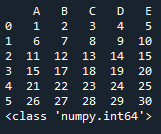 A B C D E
0 1 2 3 4 5
1 6 7 8 9 10
2 11 12 13 14 15
3 16 17 18 19 20
4 21 22 23 24 25
5 26 27 28 29 30
<class 'numpy.int64'>